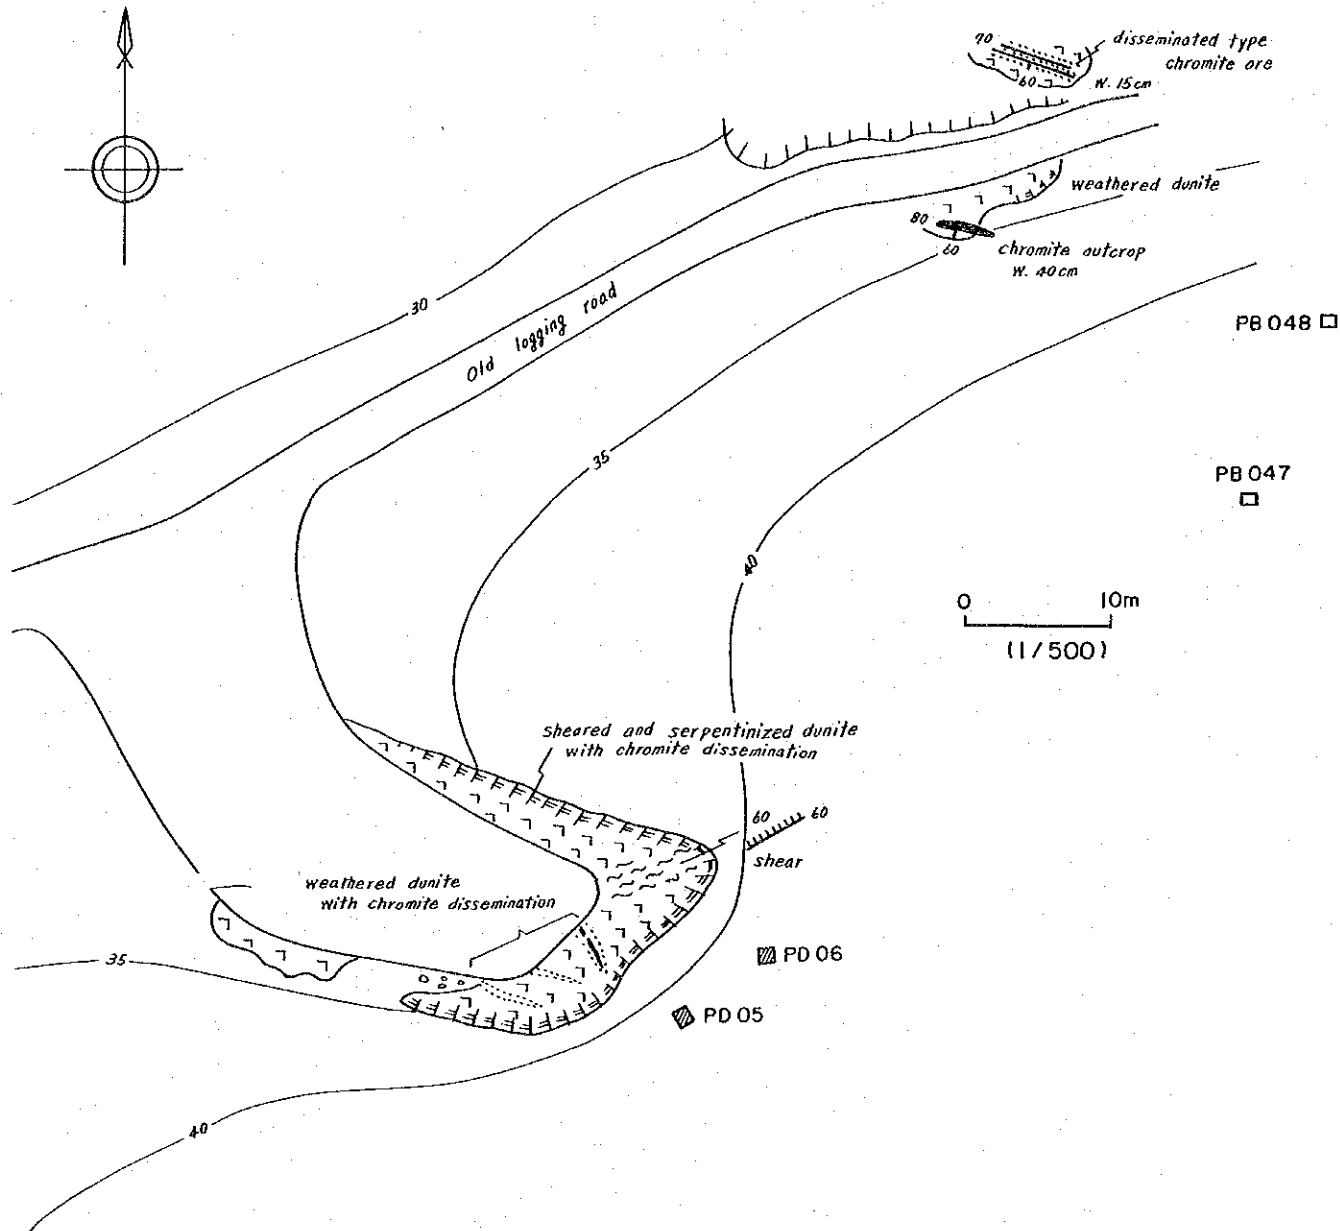 70
disseminated type
chromite ore
60
W. 15cm
weathered dunite
80
60
chromite outcrop
W. 40cm
30
Old logging road
PB 048
35
PB 047
40
0 10m
(1/500)
sheared and serpentinized dunite
with chromite dissemination
60
60
shear
weathered dunite
with chromite dissemination
35
PD 06
PD 05
40